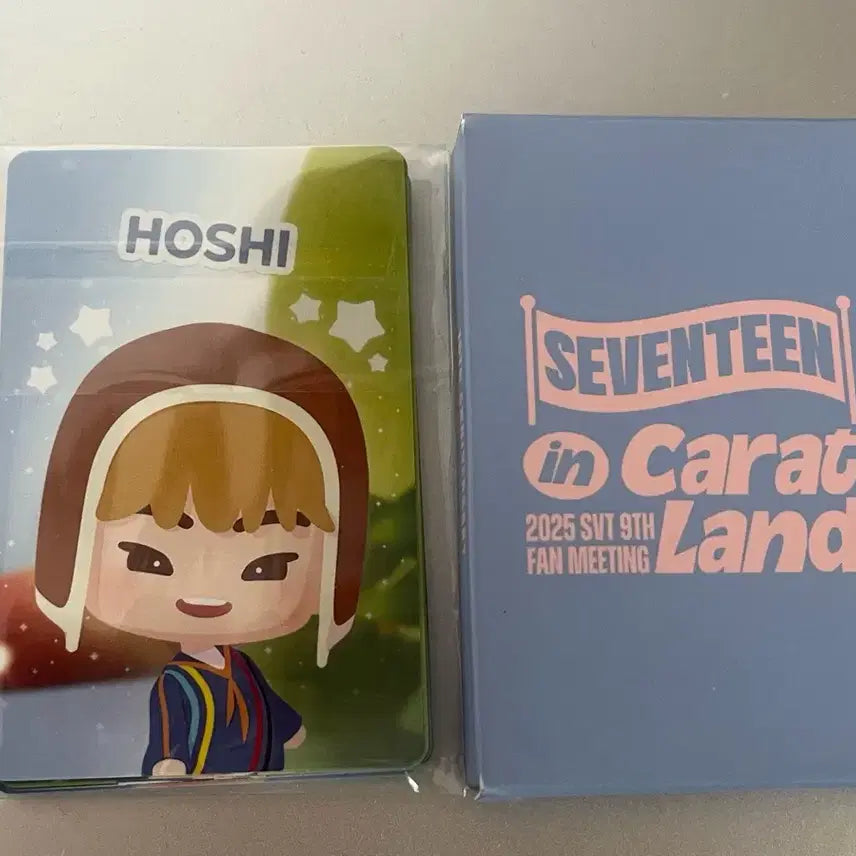 HOSHI
SEVENTEEN
in Carat
2025 SVT 9TH
FAN MEETING
Land